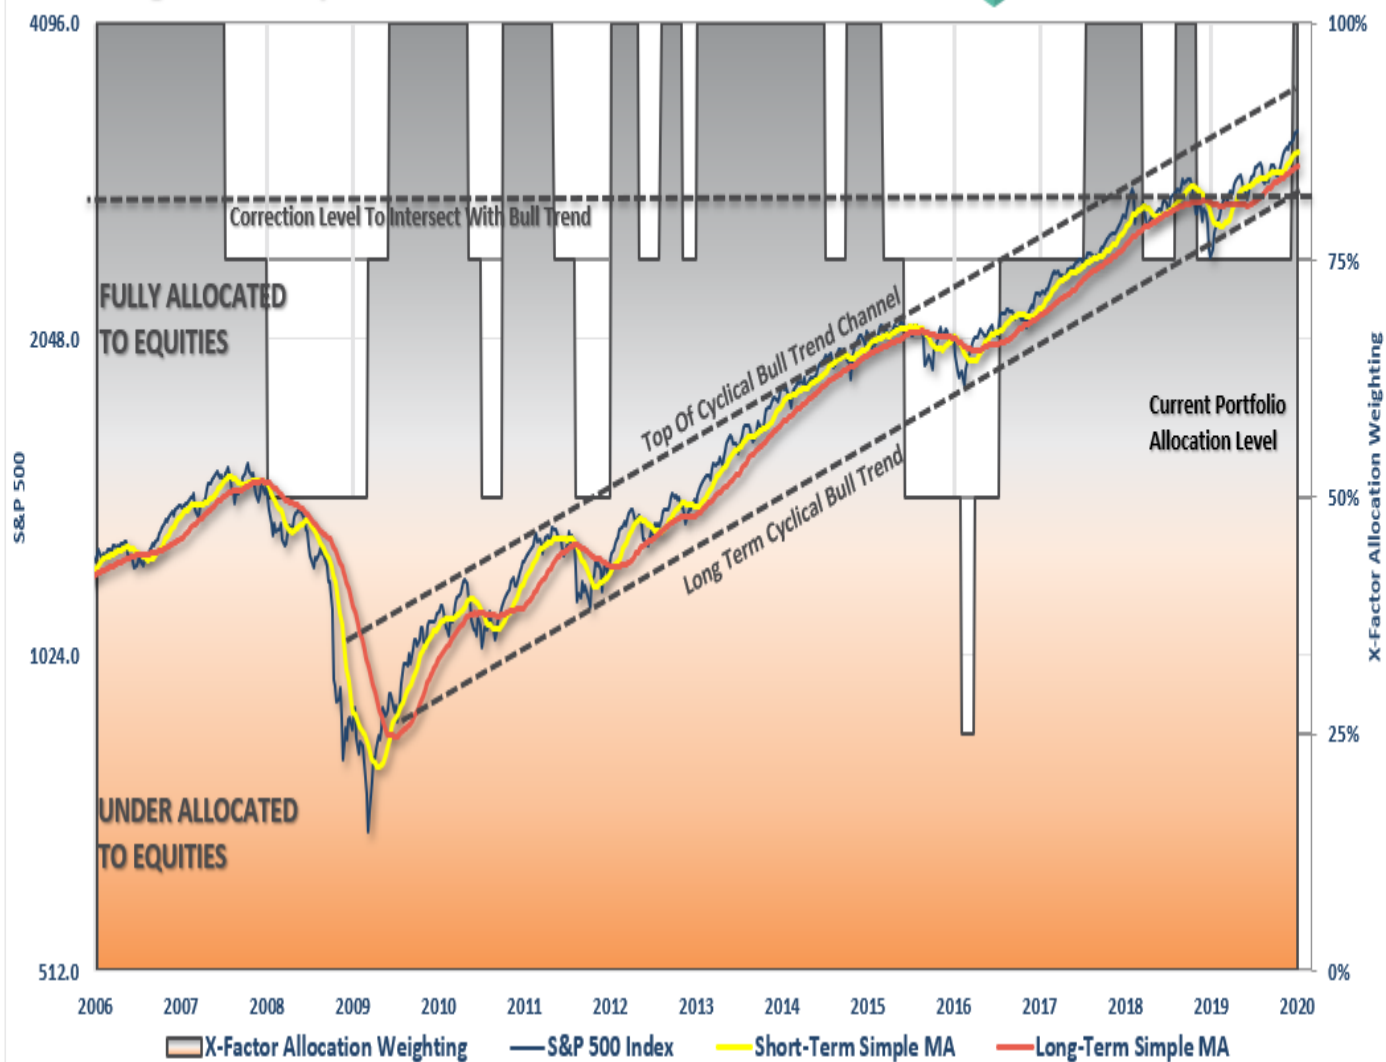 4096.0
100%
Correction Level To Intersect With Bull Trend
75%
FULLY ALLOCATED
TO EQUITIES
2048.0
Top Of Cyclical Bull Trend Channel
Current Portfolio
Allocation Level
Long Term Cyclical Bull Trend
50%
S&P 500
X-Factor Allocation Weighting
1024.0
25%
UNDER ALLOCATED
TO EQUITIES
512.0
0%
2006 2007 2008 2009 2010 2011 2012 2013 2014 2015 2016 2017 2018 2019 2020
X-Factor Allocation Weighting S&P 500 Index Short-Term Simple MA Long-Term Simple MA